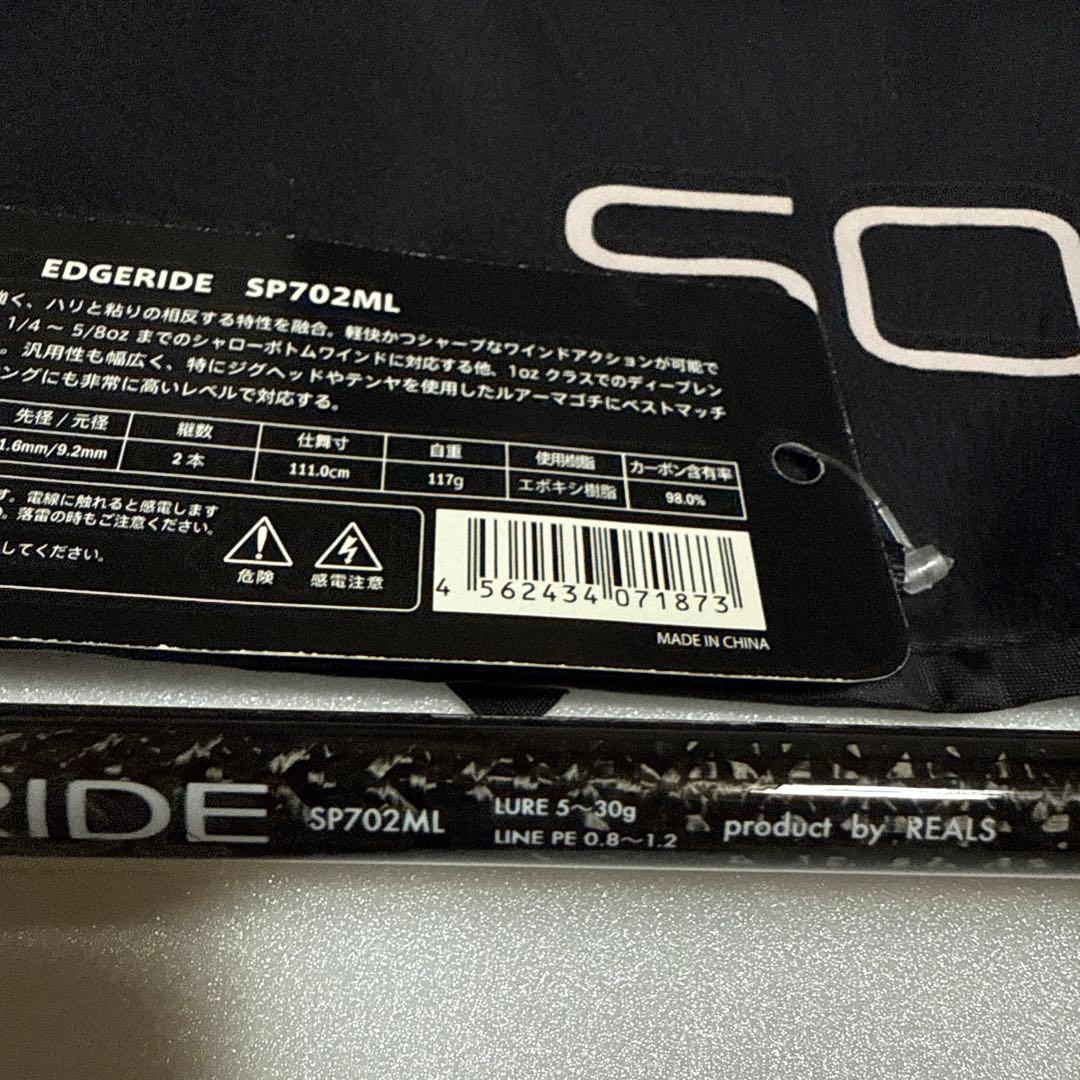 SO
EDGERIDE SP702ML
く、ハリと粘りの相反する特性を融合。軽快かつシャープなワインドアクションが可能で
1/4～5/8oz までのシャローボトムワインドに対応する他、1oz クラスでのディープレン
。汎用性も幅広く、特にジグヘッドやテンヤを使用したルアーマゴチにベストマッチ
ングにも非常に高いレベルで対応する。
先径/元径 継数 仕舞寸 自重 使用樹脂 カーボン含有率
1.6mm/9.2mm 2本 111.0cm 117g エポキシ樹脂 98.0%
す。電線に触れると感電します
。落雷の時もご注意ください。
してください。
危険 感電注意
4 562434 071873
MADE IN CHINA
RIDE SP702ML LURE 5～30g
LINE PE 0.8～1.2
product by REALS